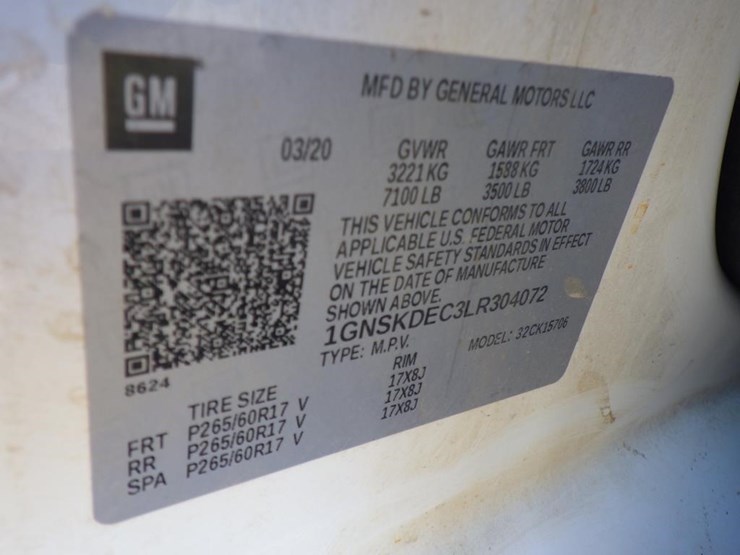 GM
MFD BY GENERAL MOTORS LLC
03/20 GVWR GAWR FRT GAWR RR
3221 KG 1588 KG 1724 KG
7100 LB 3500 LB 3800 LB
THIS VEHICLE CONFORMS TO ALL
APPLICABLE U.S. FEDERAL MOTOR
VEHICLE SAFETY STANDARDS IN EFFECT
ON THE DATE OF MANUFACTURE
SHOWN ABOVE.
1GNSKDEC3LR304072
TYPE: M.P.V. MODEL: 32CK15706
8624
TIRE SIZE RIM
FRT P265/60R17 V 17X8J
RR P265/60R17 V 17X8J
SPA P265/60R17 V 17X8J